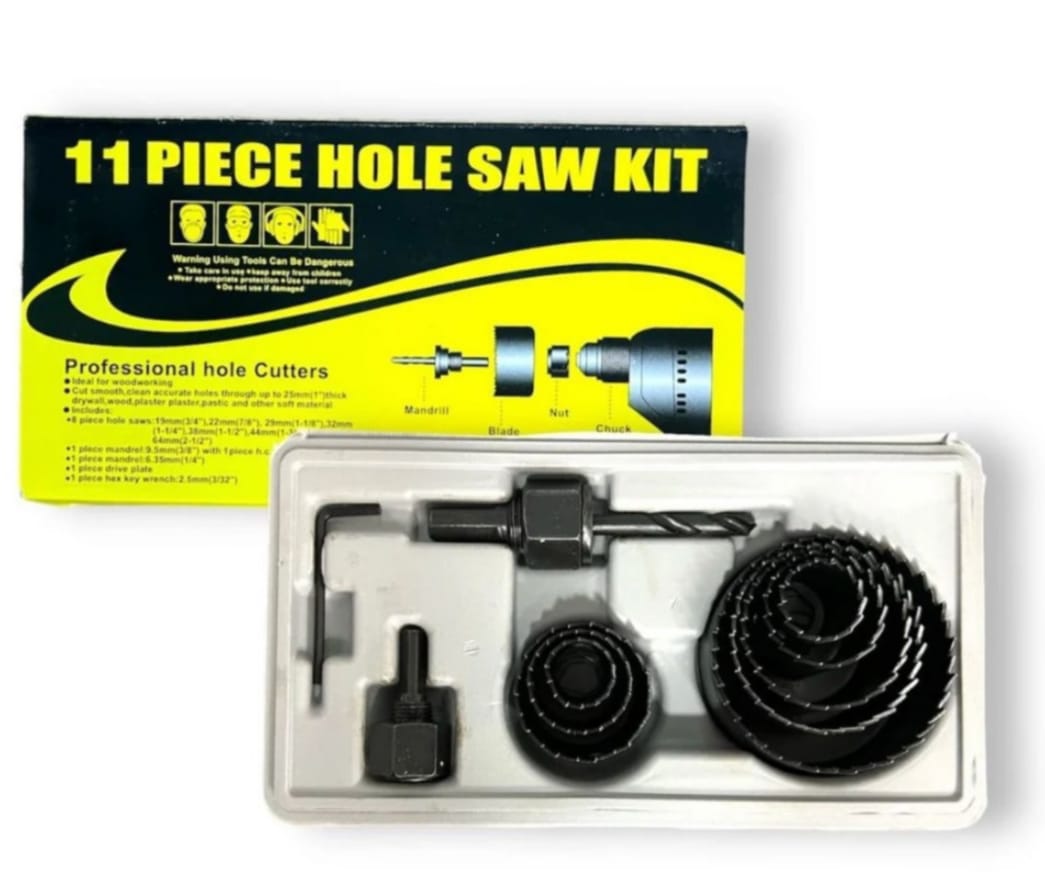 11 PIECE HOLE SAW KIT
Warning Using Tools Can Be Dangerous
• Take care in use • keep away from children
• Wear appropriate protection • Use tool correctly
• Do not use if damaged
Professional hole Cutters
● Ideal for woodworking
● Cut smooth,clean accurate holes through up to 25mm(1")thick
drywall,wood,plaster plaster,pastic and other soft material
● Includes:
•8 piece hole saws:19mm(3/4"),22mm(7/8"), 29mm(1-1/8"),32mm
(1-1/4"),38mm(1-1/2"),44mm(1-
64mm(2-1/2")
•1 piece mandrel:9.5mm(3/8") with 1piece h.c
•1 piece mandrel:6.35mm(1/4")
•1 piece drive plate
•1 piece hex key wrench:2.5mm(3/32")
Mandrill
Blade
Nut
Chuck